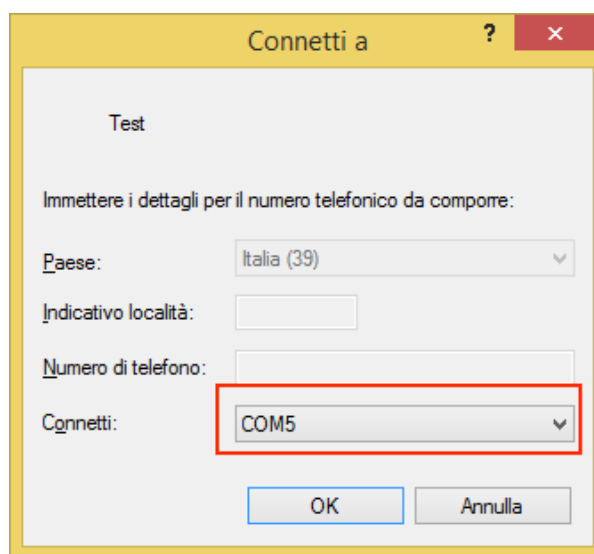 Connetti a ?
Test
Immettere i dettagli per il numero telefonico da comporre:
Paese: Italia (39)
Indicativo località:
Numero di telefono:
Connetti: COM5
OK Annulla